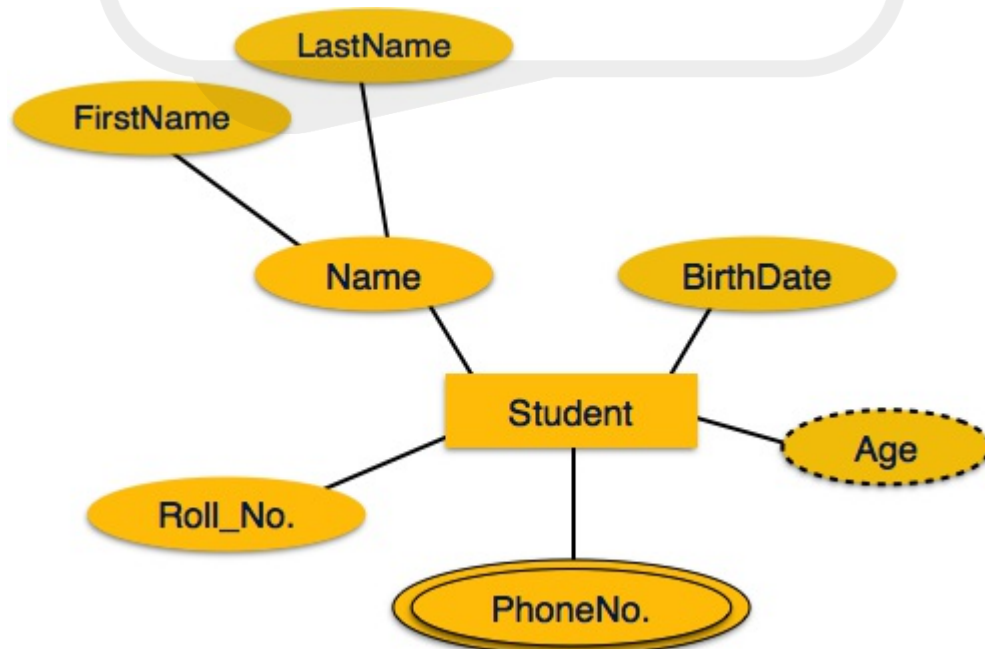 LastName
FirstName
Name
BirthDate
Student
Age
Roll_No.
PhoneNo.